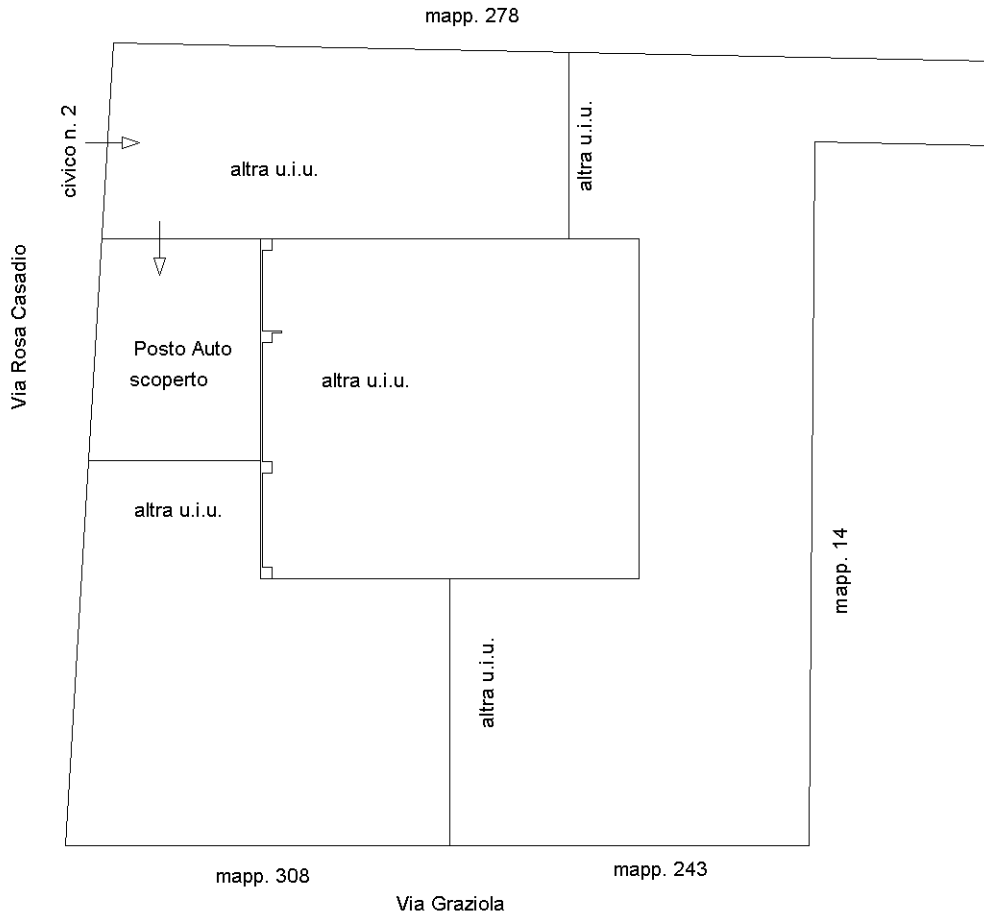 mapp. 278
civico n. 2
altra u.i.u.
altra u.i.u.
Via Rosa Casadio
Posto Auto
scoperto
altra u.i.u.
altra u.i.u.
mapp. 14
altra u.i.u.
mapp. 308
mapp. 243
Via Graziola